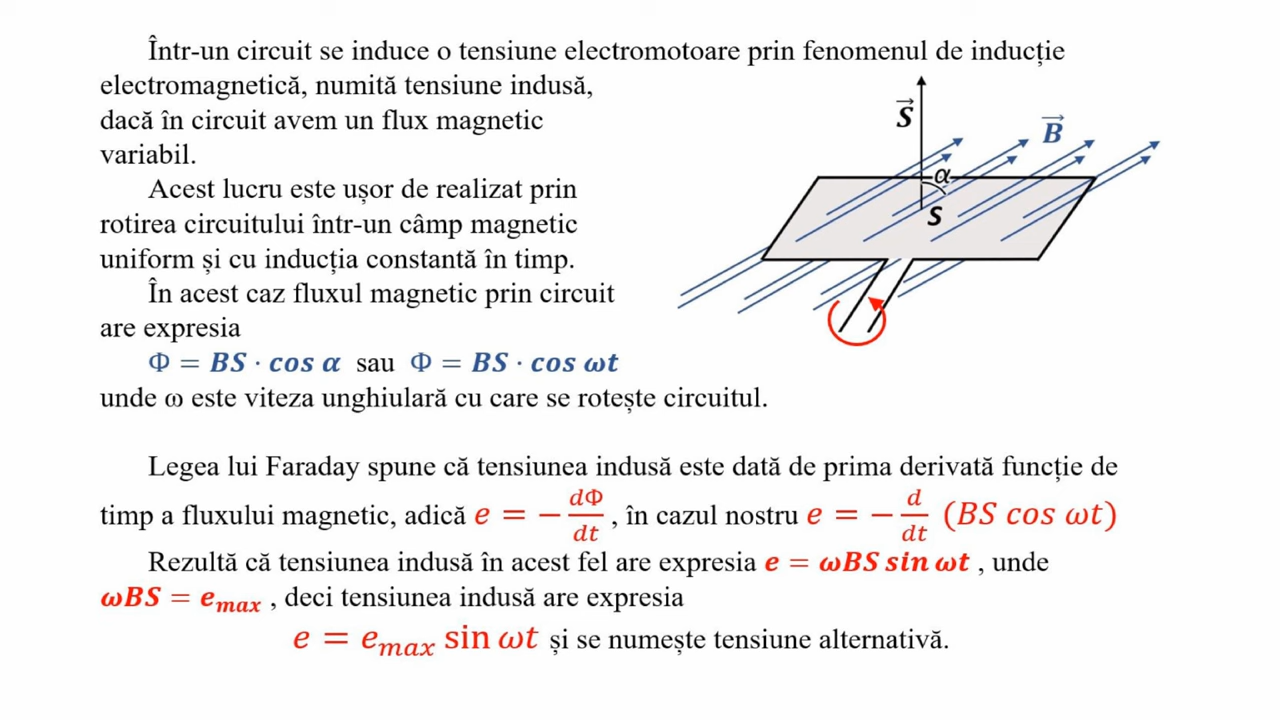 Într-un circuit se induce o tensiune electromotoare prin fenomenul de inducție
electromagnetică, numită tensiune indusă,
dacă în circuit avem un flux magnetic
variabil.
Acest lucru este ușor de realizat prin
rotirea circuitului într-un câmp magnetic
uniform și cu inducția constantă în timp.
În acest caz fluxul magnetic prin circuit
are expresia
Φ = BS · cos α sau Φ = BS · cos ωt
unde ω este viteza unghiulară cu care se rotește circuitul.
S⃗
B⃗
α
S
Legea lui Faraday spune că tensiunea indusă este dată de prima derivată funcție de
timp a fluxului magnetic, adică e = −dΦ/dt , în cazul nostru e = −d/dt (BS cos ωt)
Rezultă că tensiunea indusă în acest fel are expresia e = ωBS sin ωt , unde
ωBS = e_max , deci tensiunea indusă are expresia
e = e_max sin ωt și se numește tensiune alternativă.